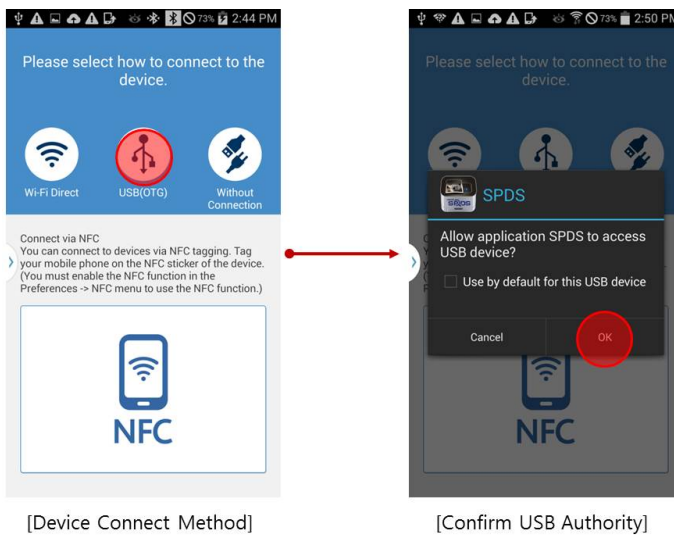 73% 2:44 PM
Please select how to connect to the
device.
Wi-Fi Direct
USB(OTG)
Without
Connection
Connect via NFC
You can connect to devices via NFC tagging. Tag
your mobile phone on the NFC sticker of the device.
(You must enable the NFC function in the
Preferences -> NFC menu to use the NFC function.)
NFC
[Device Connect Method]
73% 2:50 PM
Please select how to connect to the
device.
SPDS
Allow application SPDS to access
USB device?
Use by default for this USB device
Cancel
OK
NFC
[Confirm USB Authority]